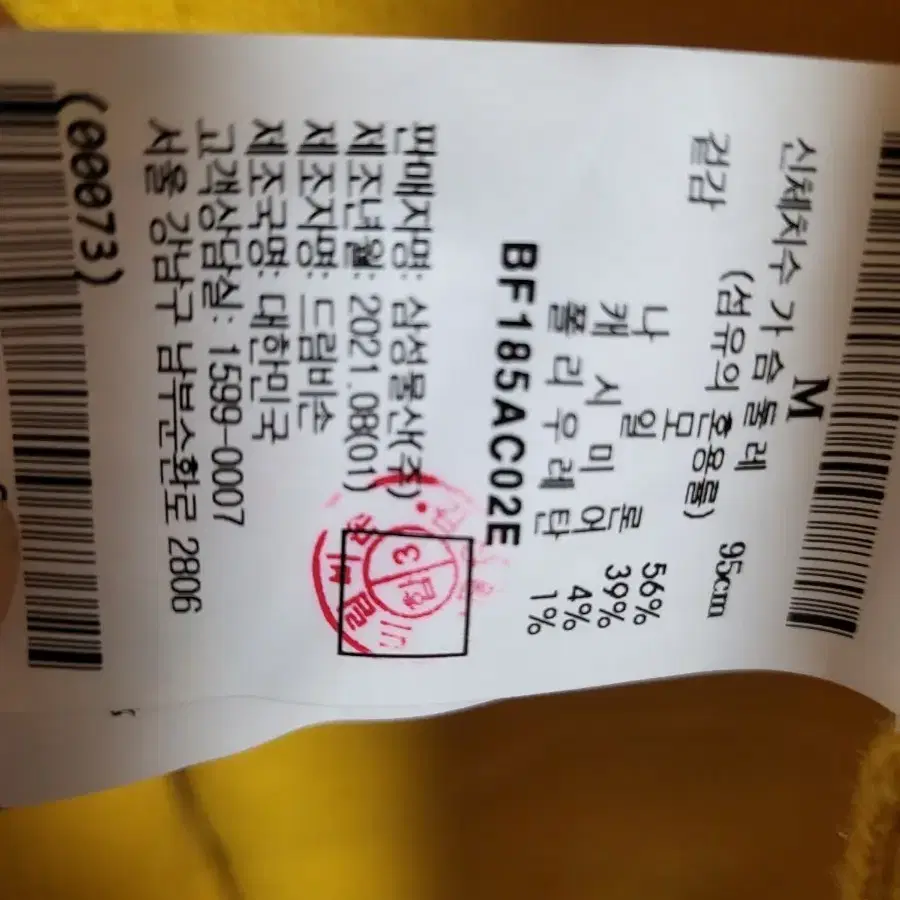 M
신체치수 가슴둘레 95cm
겉감 (섬유의 혼용률)
모 56%
나일론 39%
캐시미어 4%
폴리우레탄 1%
BF185AC02E
판매자명: 삼성물산(주)
제조년월: 2021.08(01)
제조자명: 드림비손
제조국명: 대한민국
고객상담실: 1599-0007
서울 강남구 남부순환로 2806
(00073)